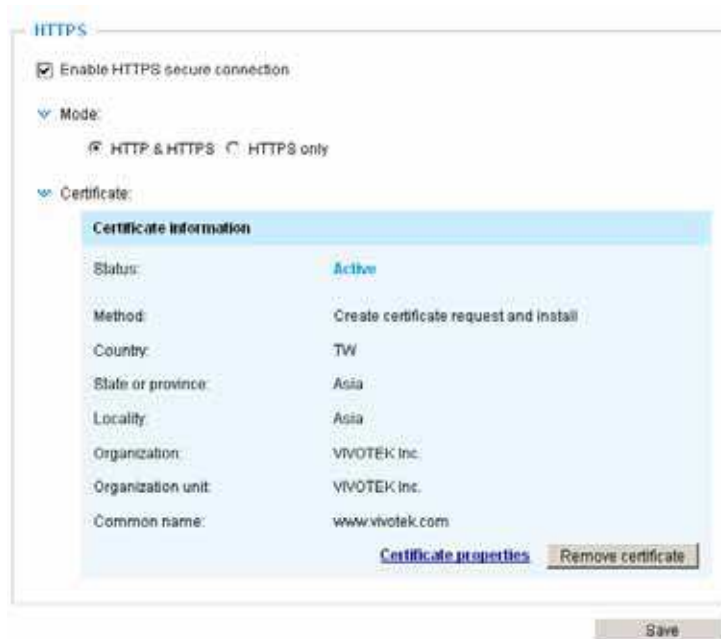 HTTPS
Enable HTTPS secure connection
Mode:
HTTP & HTTPS HTTPS only
Certificate:
Certificate information
Status: Active
Method: Create certificate request and install
Country: TW
State or province: Asia
Locality: Asia
Organization: VIVOTEK Inc.
Organization unit: VIVOTEK Inc.
Common name: www.vivotek.com
Certificate properties Remove certificate
Save